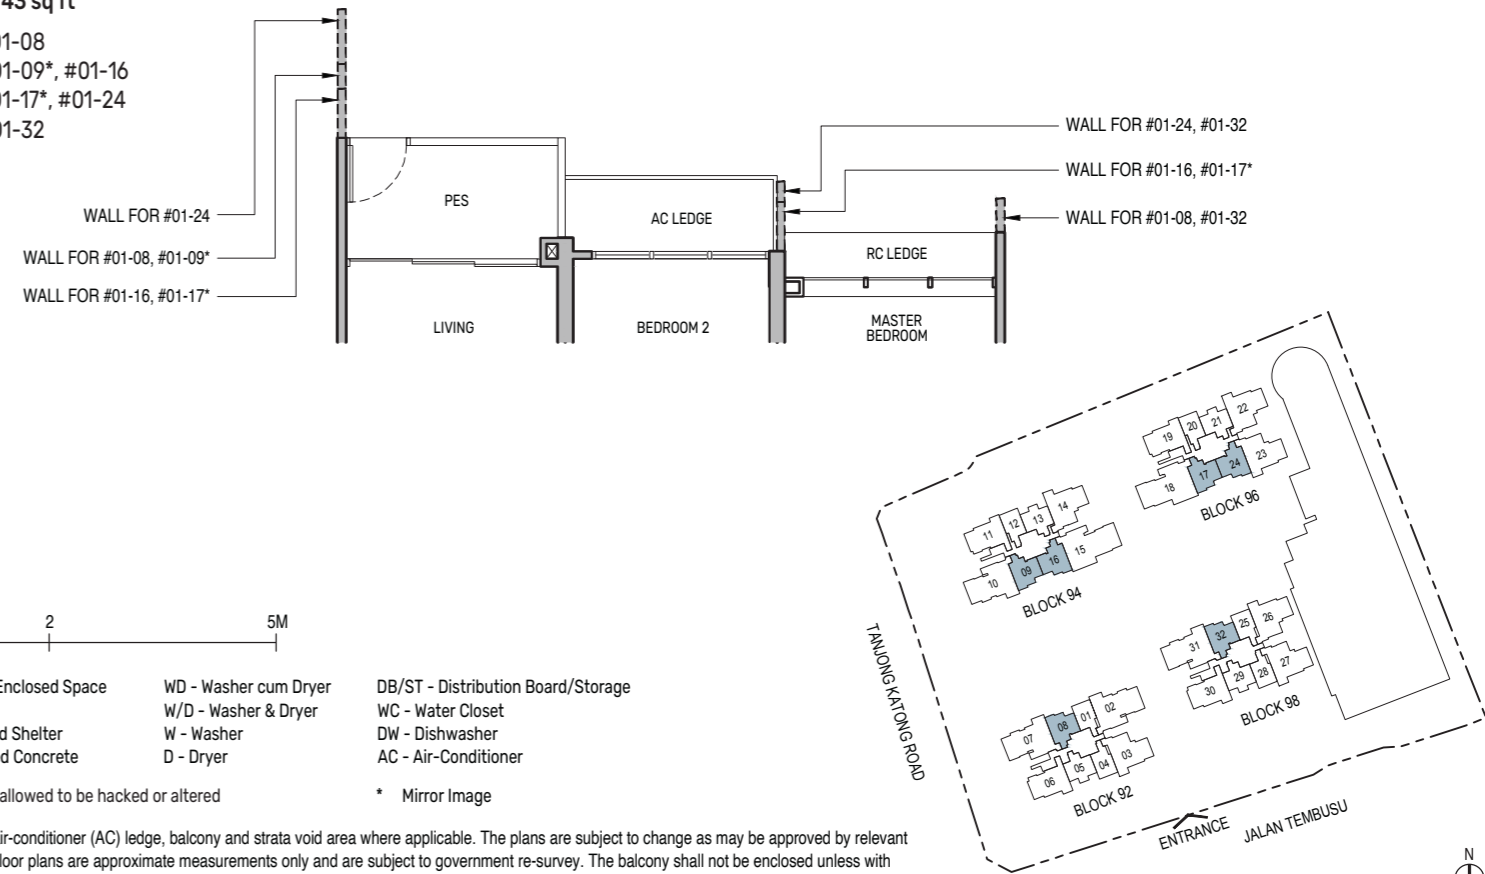 43 sq ft
01-08
01-09*, #01-16
01-17*, #01-24
01-32
WALL FOR #01-24
WALL FOR #01-08, #01-09*
WALL FOR #01-16, #01-17*
PES
LIVING
AC LEDGE
BEDROOM 2
RC LEDGE
MASTER
BEDROOM
WALL FOR #01-24, #01-32
WALL FOR #01-16, #01-17*
WALL FOR #01-08, #01-32
19
20
21
22
18
17
24
23
BLOCK 96
11
12
13
14
10
09
16
15
BLOCK 94
31
32
25
26
30
29
28
27
BLOCK 98
07
08
01
02
06
05
04
03
BLOCK 92
TANJONG KATONG ROAD
ENTRANCE
JALAN TEMBUSU
N
2
5M
Enclosed Space
d Shelter
d Concrete
WD - Washer cum Dryer
W/D - Washer & Dryer
W - Washer
D - Dryer
DB/ST - Distribution Board/Storage
WC - Water Closet
DW - Dishwasher
AC - Air-Conditioner
allowed to be hacked or altered
* Mirror Image
ir-conditioner (AC) ledge, balcony and strata void area where applicable. The plans are subject to change as may be approved by relevant
loor plans are approximate measurements only and are subject to government re-survey. The balcony shall not be enclosed unless with